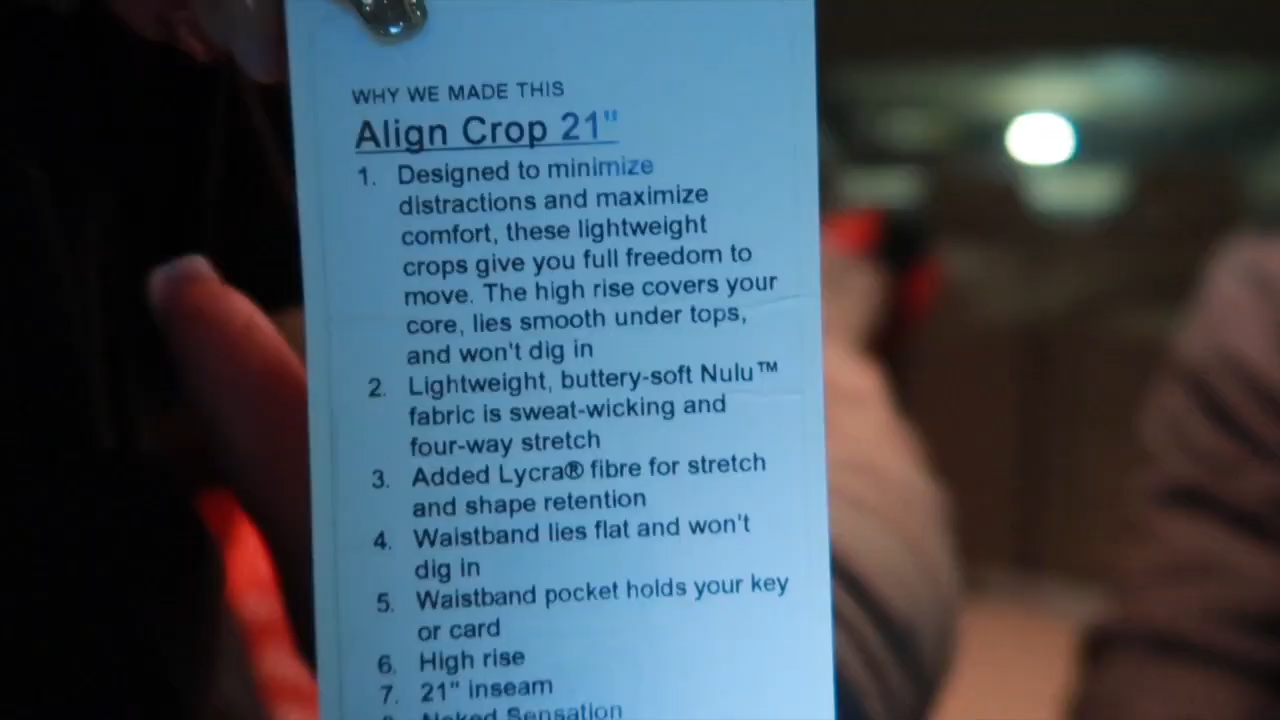 WHY WE MADE THIS
Align Crop 21"
1. Designed to minimize
distractions and maximize
comfort, these lightweight
crops give you full freedom to
move. The high rise covers your
core, lies smooth under tops,
and won't dig in
2. Lightweight, buttery-soft Nulu™
fabric is sweat-wicking and
four-way stretch
3. Added Lycra® fibre for stretch
and shape retention
4. Waistband lies flat and won't
dig in
5. Waistband pocket holds your key
or card
6. High rise
7. 21" inseam
8. Naked Sensation